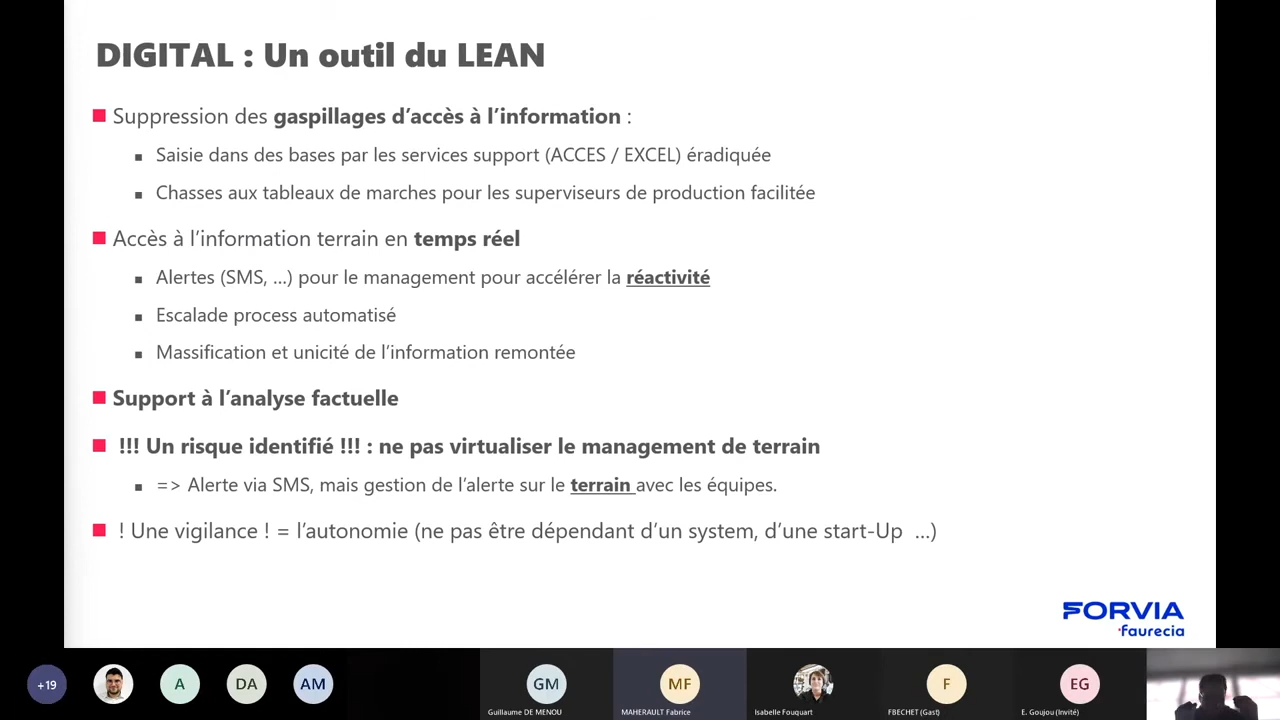 DIGITAL : Un outil du LEAN
Suppression des gaspillages d’accès à l’information :
Saisie dans des bases par les services support (ACCES / EXCEL) éradiquée
Chasses aux tableaux de marches pour les superviseurs de production facilitée
Accès à l’information terrain en temps réel
Alertes (SMS, …) pour le management pour accélérer la réactivité
Escalade process automatisé
Massification et unicité de l’information remontée
Support à l’analyse factuelle
!!! Un risque identifié !!! : ne pas virtualiser le management de terrain
=> Alerte via SMS, mais gestion de l’alerte sur le terrain avec les équipes.
! Une vigilance ! = l’autonomie (ne pas être dépendant d’un system, d’une start-Up …)
FORVIA
faurecia
+19
A
DA
AM
GM
MF
F
EG
Guillaume DE MENOU
MAHERAULT Fabrice
Isabelle Fouquart
FBECHET (Gast)
E. Goujou (Invité)